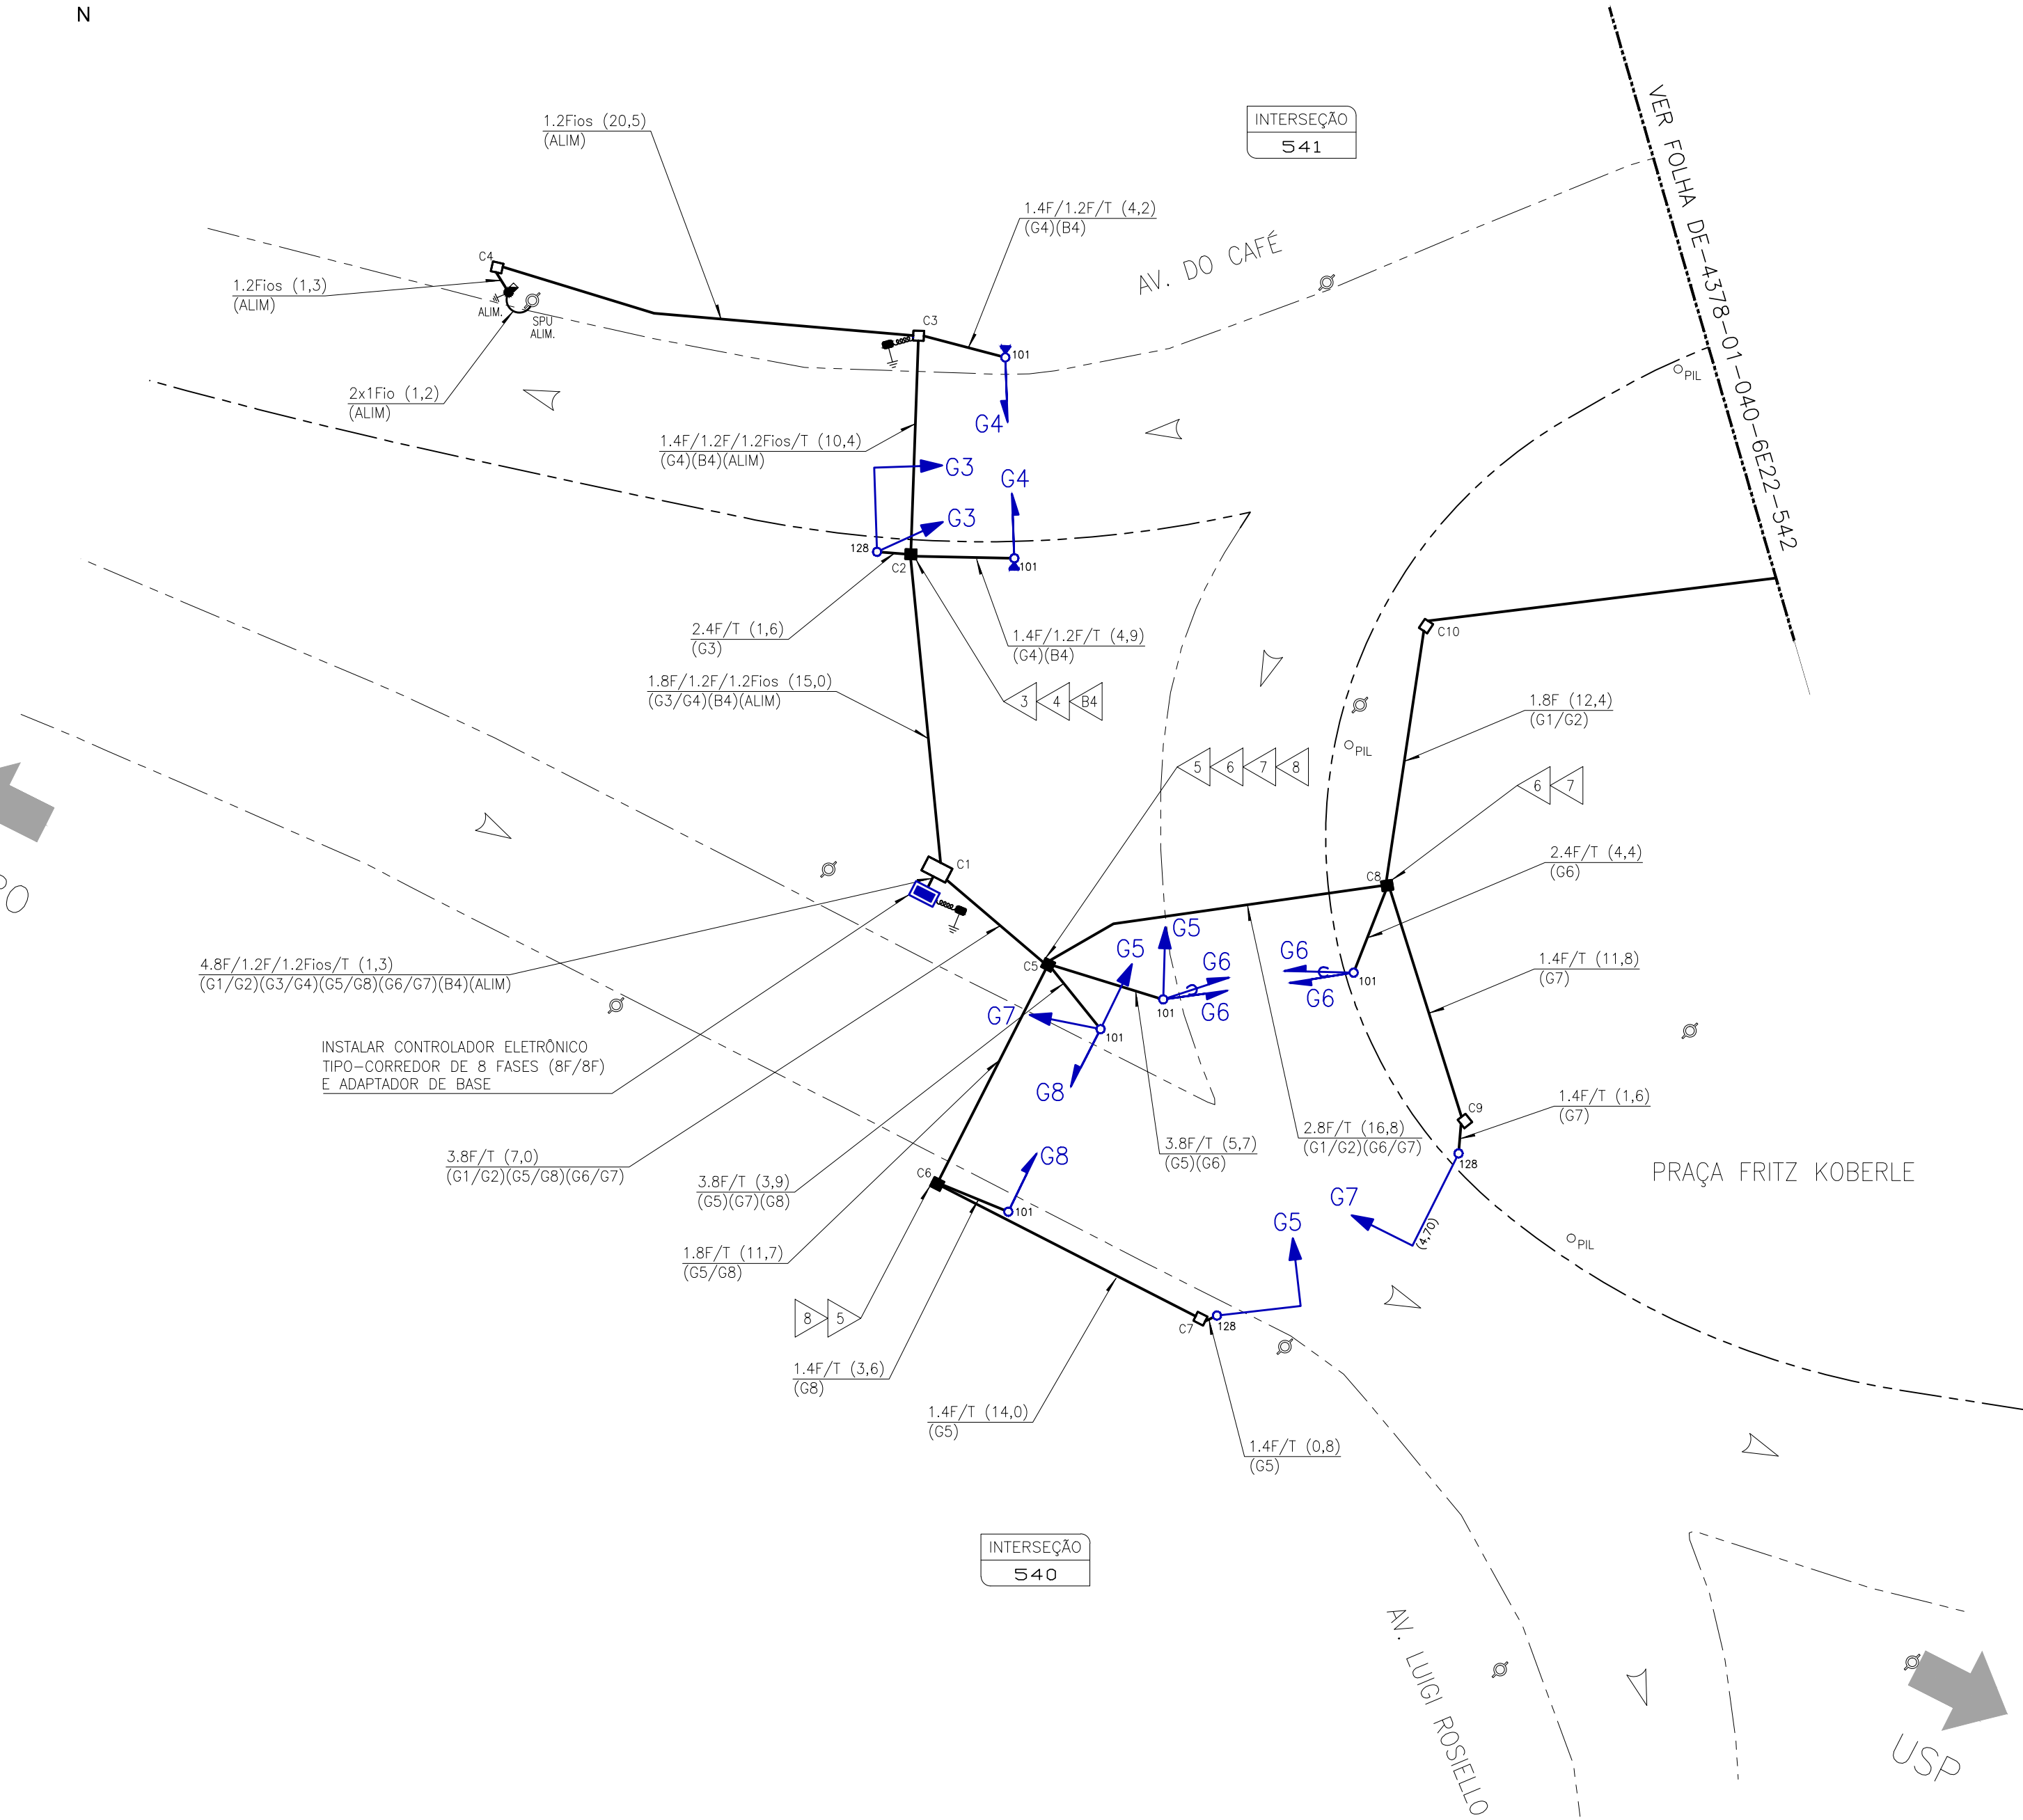 N
1.2Fios (20,5)
(ALIM)
INTERSEÇÃO
541
VER FOLHA DE-4378-01-040-6E22-542
1.4F/1.2F/T (4,2)
(G4)(B4)
AV. DO CAFÉ
C4
1.2Fios (1,3)
(ALIM)
ALIM.
SPU
ALIM.
C3
101
PIL
2x1Fio (1,2)
(ALIM)
G4
1.4F/1.2F/1.2Fios/T (10,4)
(G4)(B4)(ALIM)
G3
G4
G3
128
C2
101
2.4F/T (1,6)
(G3)
1.4F/1.2F/T (4,9)
(G4)(B4)
C10
1.8F/1.2F/1.2Fios (15,0)
(G3/G4)(B4)(ALIM)
3 4 B4
1.8F (12,4)
(G1/G2)
PIL
5 6 7 8
6 7
2.4F/T (4,4)
(G6)
C1
C8
G5
G5
G6
G6
G6
G6
C5
101
101
101
4.8F/1.2F/1.2Fios/T (1,3)
(G1/G2)(G3/G4)(G5/G8)(G6/G7)(B4)(ALIM)
1.4F/T (11,8)
(G7)
G7
G8
INSTALAR CONTROLADOR ELETRÔNICO
TIPO-CORREDOR DE 8 FASES (8F/8F)
E ADAPTADOR DE BASE
1.4F/T (1,6)
(G7)
C9
128
3.8F/T (7,0)
(G1/G2)(G5/G8)(G6/G7)
3.8F/T (5,7)
(G5)(G6)
2.8F/T (16,8)
(G1/G2)(G6/G7)
PRAÇA FRITZ KOBERLE
3.8F/T (3,9)
(G5)(G7)(G8)
C6
G8
101
G7
(4,70)
G5
PIL
1.8F/T (11,7)
(G5/G8)
8 5
C7
128
1.4F/T (3,6)
(G8)
1.4F/T (14,0)
(G5)
1.4F/T (0,8)
(G5)
INTERSEÇÃO
540
AV. LUIGI ROSIELLO
USP